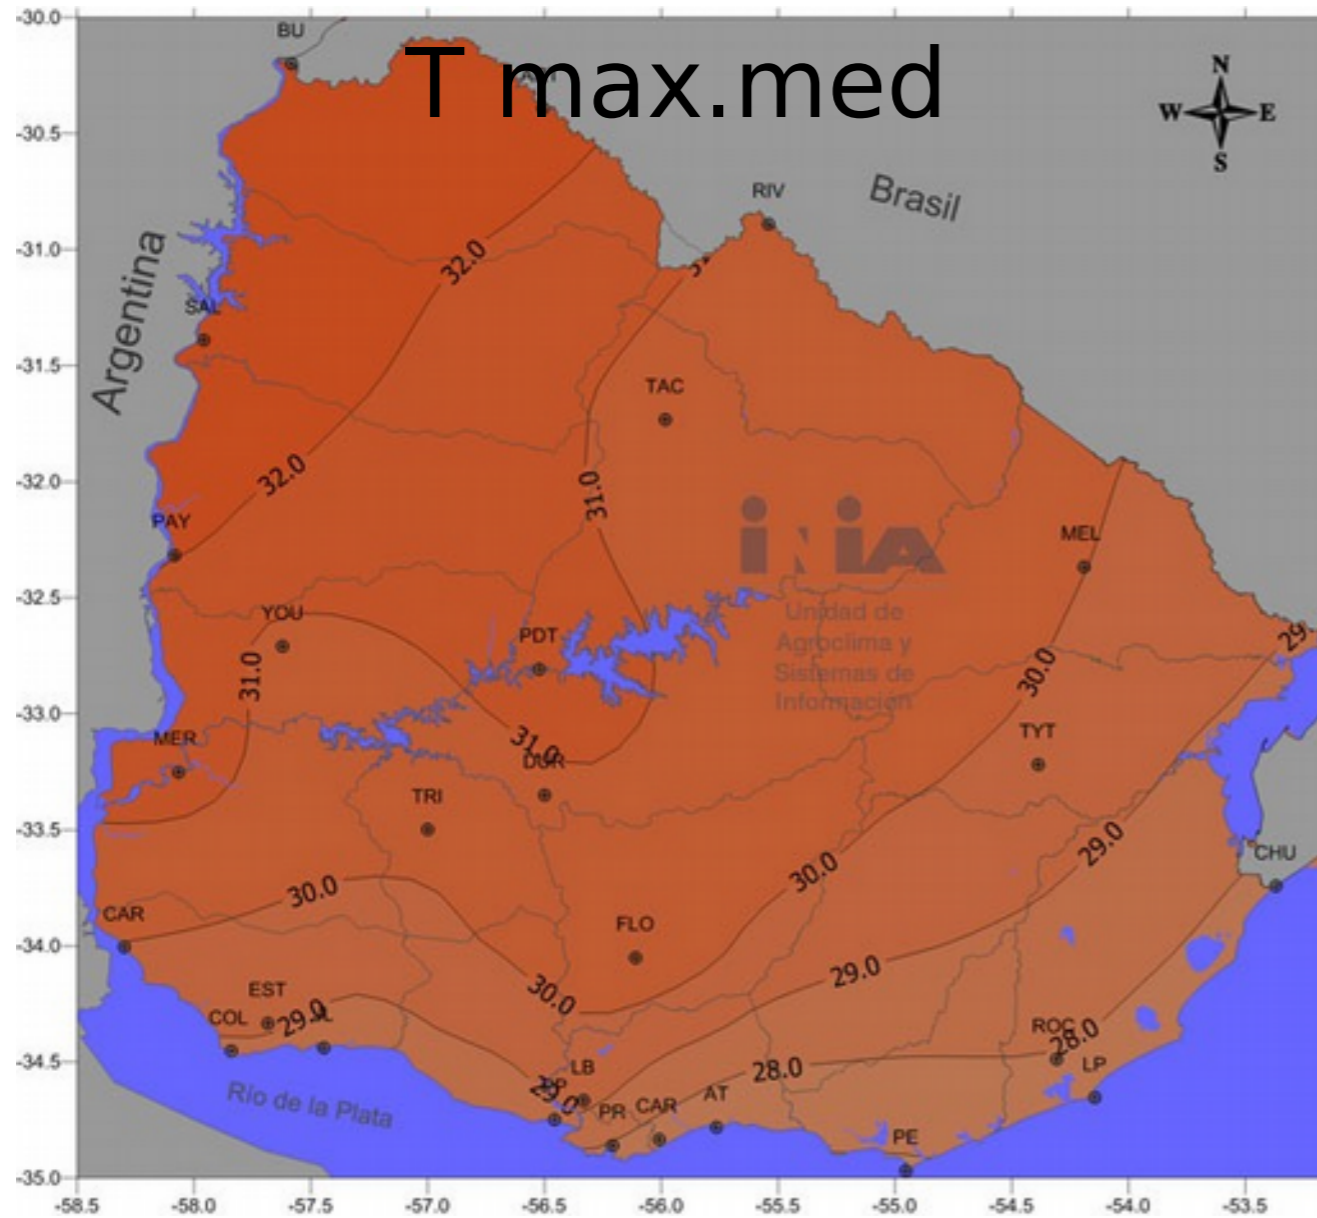 T max.med
BU
N
W E
S
RIV
Brasil
Argentina
32.0
SAL
TAC
32.0
31.0
PAY
iNiA
MEL
Unidad de
Agroclima y
Sistemas de
Información
YOU
PDT
29.
31.0
30.0
MER
31.0
DUR
TYT
TRI
29.0
30.0
30.0
CHU
CAR
FLO
29.0
30.0
EST
COL
29.0
ROC
28.0
28.0
LB
LP
29.0
PR
CAR
AT
Rio de la Plata
PE
-30.0
-30.5
-31.0
-31.5
-32.0
-32.5
-33.0
-33.5
-34.0
-34.5
-35.0
-58.5 -58.0 -57.5 -57.0 -56.5 -56.0 -55.5 -55.0 -54.5 -54.0 -53.5